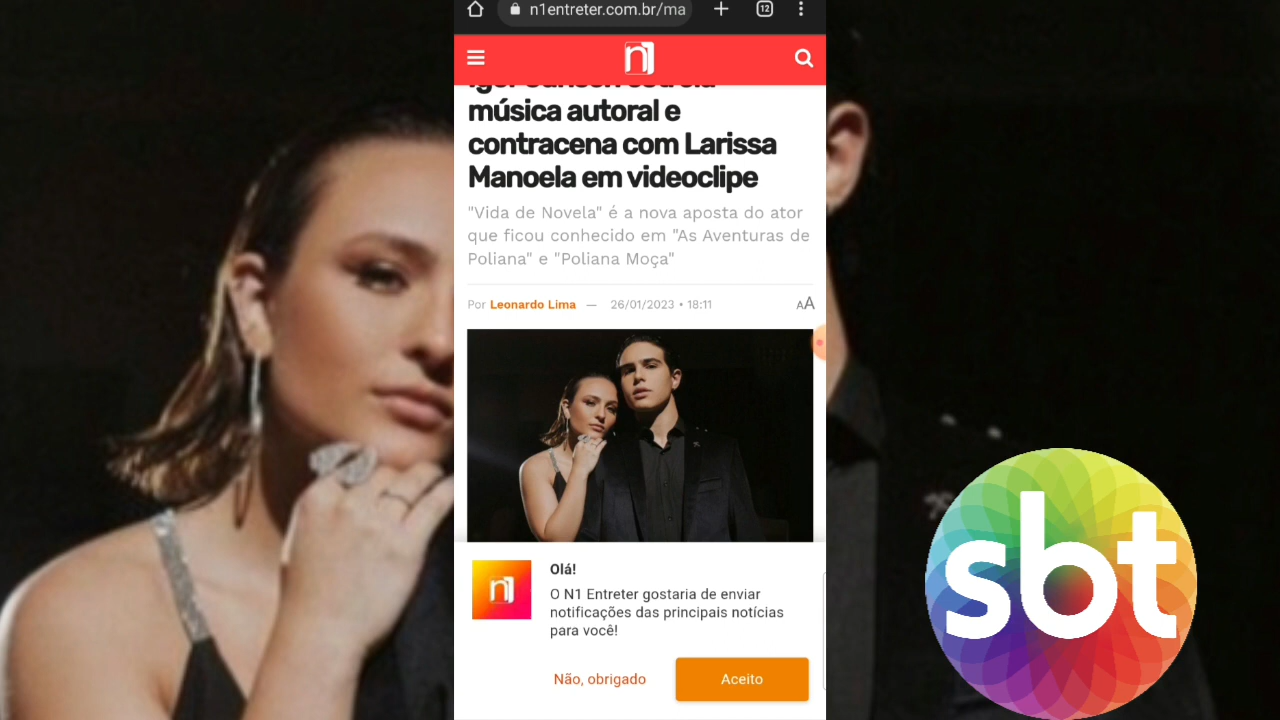 n1entreter.com.br/ma
12
n1
música autoral e
contracena com Larissa
Manoela em videoclipe
"Vida de Novela" é a nova aposta do ator
que ficou conhecido em "As Aventuras de
Poliana" e "Poliana Moça"
Por Leonardo Lima — 26/01/2023 • 18:11
AA
n1
Olá!
O N1 Entreter gostaria de enviar
notificações das principais notícias
para você!
Não, obrigado
Aceito
sbt